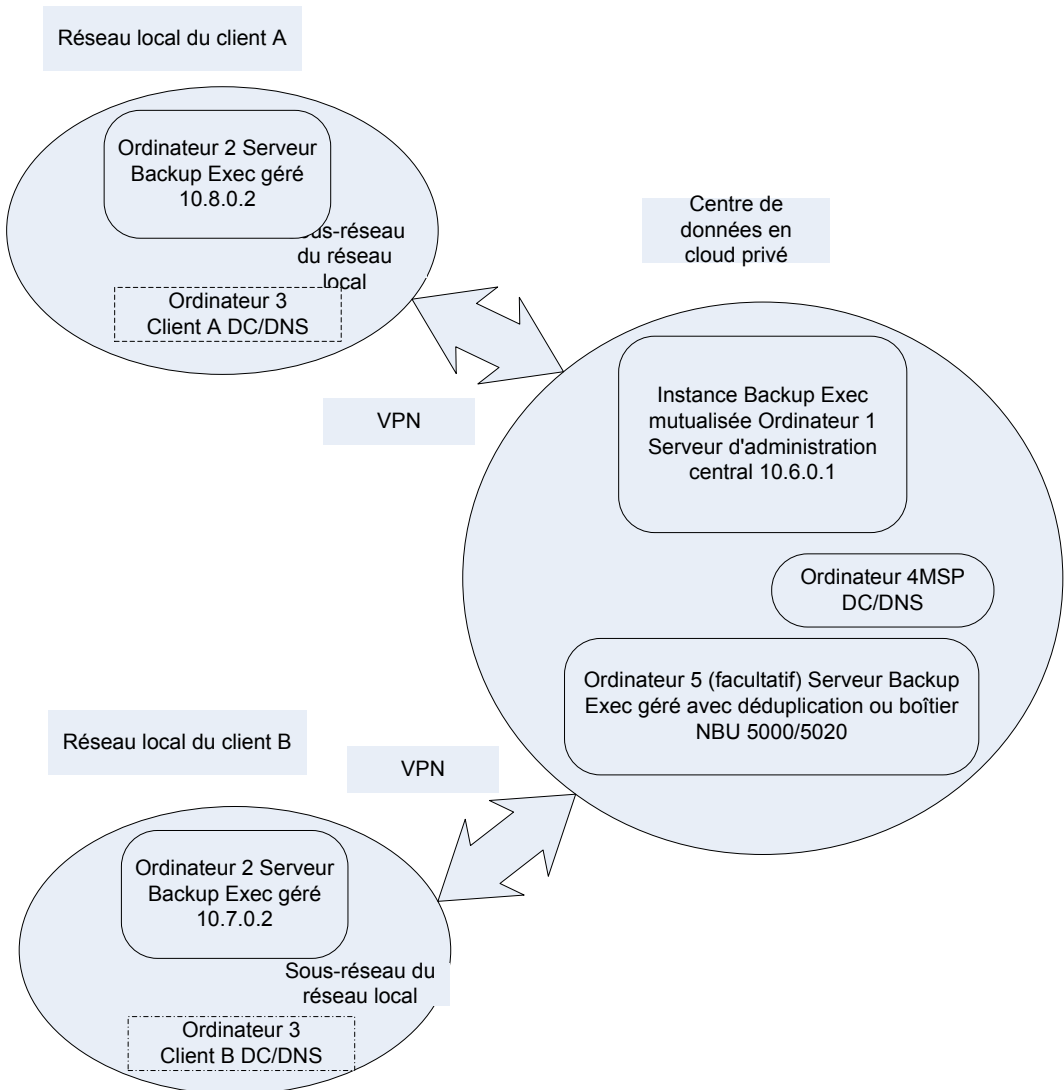 Réseau local du client A
Ordinateur 2 Serveur
Backup Exec géré
10.8.0.2
ous-réseau
du réseau
local
Ordinateur 3
Client A DC/DNS
VPN
Centre de
données en
cloud privé
Instance Backup Exec
mutualisée Ordinateur 1
Serveur d'administration
central 10.6.0.1
Ordinateur 4MSP
DC/DNS
Ordinateur 5 (facultatif) Serveur Backup
Exec géré avec déduplication ou boîtier
NBU 5000/5020
Réseau local du client B
VPN
Ordinateur 2 Serveur
Backup Exec géré
10.7.0.2
Sous-réseau du
réseau local
Ordinateur 3
Client B DC/DNS